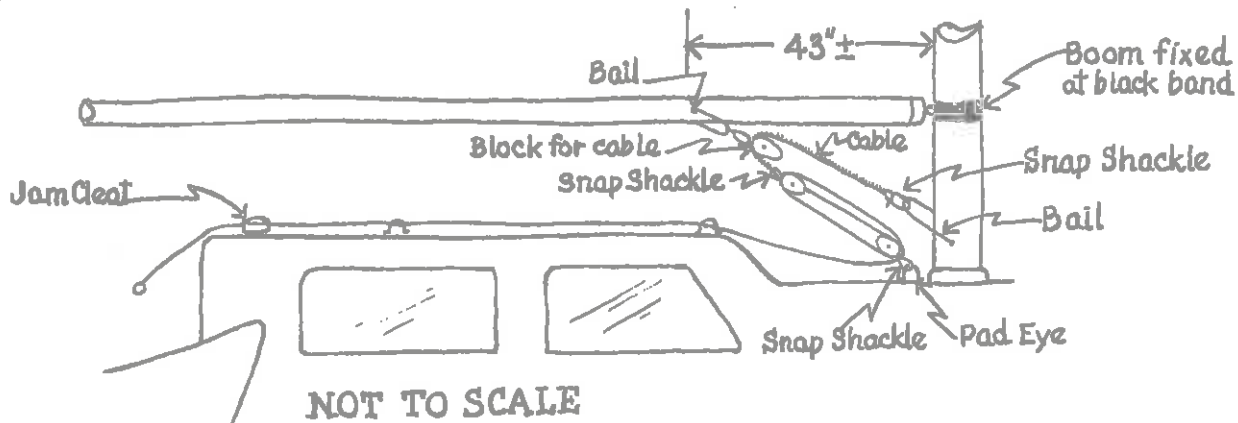 43"±
Boom fixed
at black band
Bail
Block for cable
Cable
Snap Shackle
Snap Shackle
Jam Cleat
Bail
Snap Shackle
Pad Eye
NOT TO SCALE